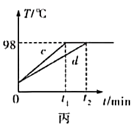 T/℃
98
c
d
0
t₁ t₂ t/min
丙